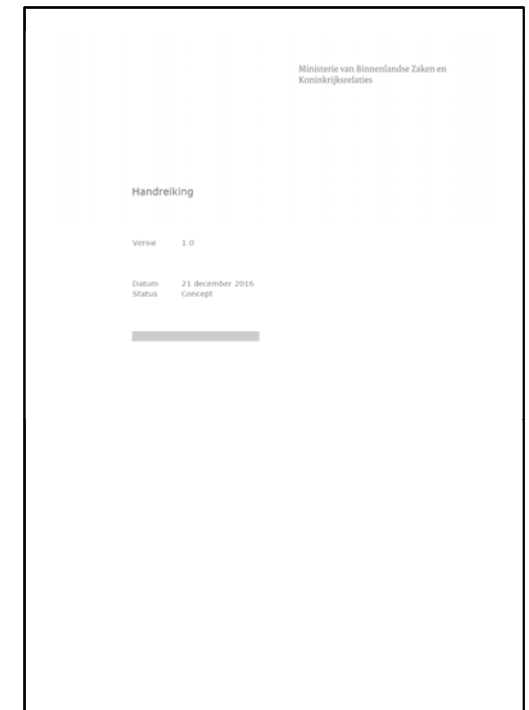 Ministerie van Binnenlandse Zaken en
Koninkrijksrelaties
Handreiking
Versie 1.0
Datum 21 december 2016
Status Concept